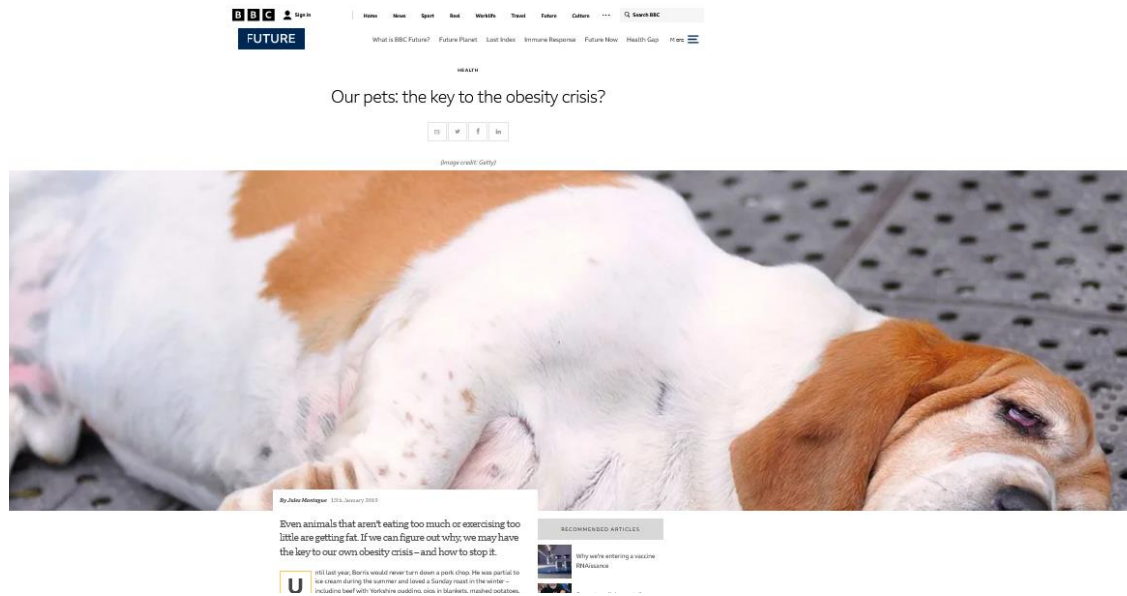 BBC Sign in Home News Sport Reel Worklife Travel Future Culture ... Search BBC
FUTURE What is BBC Future? Future Planet Lost Index Immune Response Future Now Health Gap More
HEALTH
Our pets: the key to the obesity crisis?
(Image credit: Getty)
By Jules Montague
Even animals that aren't eating too much or exercising too
little are getting fat. If we can figure out why, we may have
the key to our own obesity crisis – and how to stop it.
Until last year, Borris would never turn down a pork chop. He was partial to
ice cream during the summer and loved a Sunday roast in the winter –
including beef with Yorkshire pudding, pigs in blankets, mashed potatoes,
RECOMMENDED ARTICLES
Why we're entering a vaccine
RNAissance